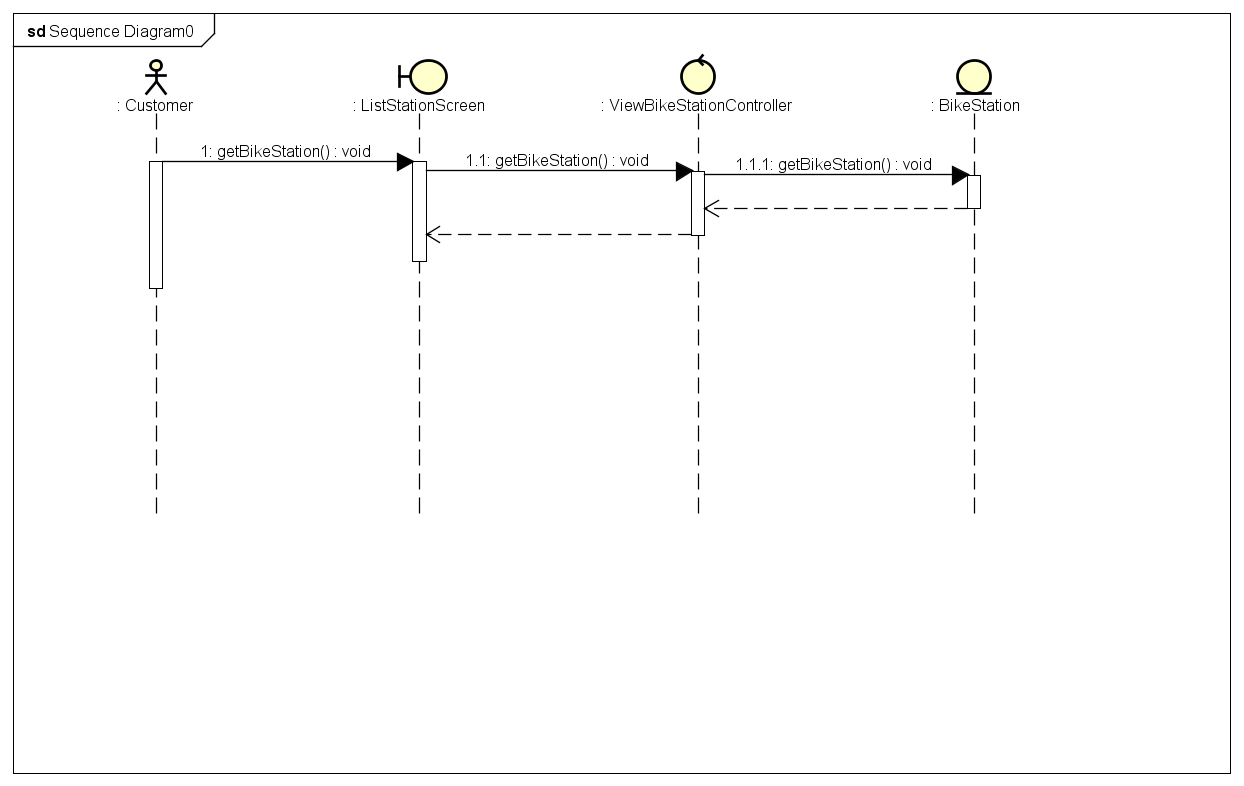 sd Sequence Diagram0
: Customer
: ListStationScreen
: ViewBikeStationController
: BikeStation
1: getBikeStation() : void
1.1: getBikeStation() : void
1.1.1: getBikeStation() : void